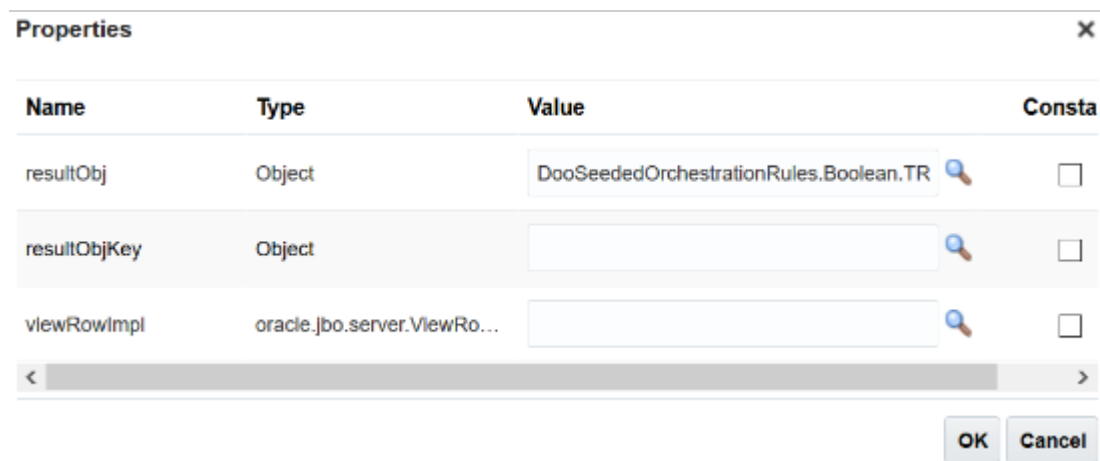 Properties
Name Type Value Consta
resultObj Object DooSeededOrchestrationRules.Boolean.TR
resultObjKey Object
viewRowImpl oracle.jbo.server.ViewRo...
OK Cancel